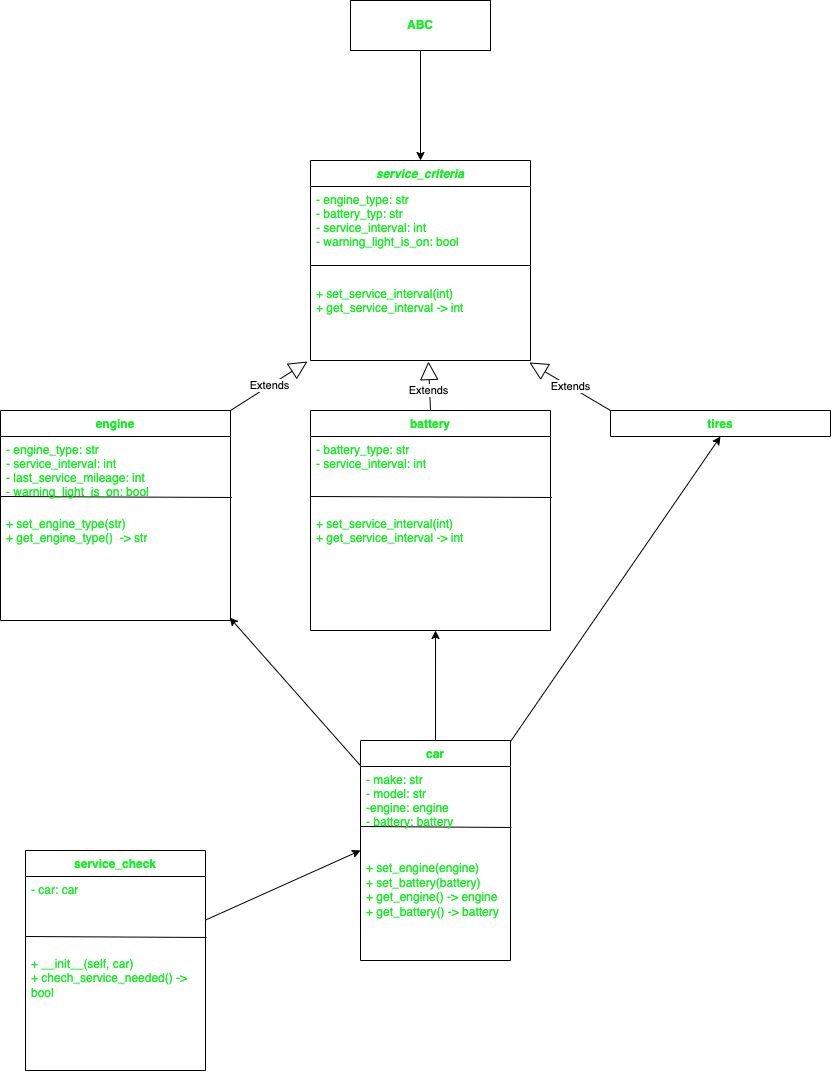 ABC
service_criteria
- engine_type: str
- battery_typ: str
- service_interval: int
- warning_light_is_on: bool
+ set_service_interval(int)
+ get_service_interval -> int
Extends
Extends
Extends
engine
- engine_type: str
- service_interval: int
- last_service_mileage: int
- warning_light_is_on: bool
+ set_engine_type(str)
+ get_engine_type()  -> str
battery
- battery_type: str
- service_interval: int
+ set_service_interval(int)
+ get_service_interval -> int
tires
car
- make: str
- model: str
-engine: engine
- battery: battery
+ set_engine(engine)
+ set_battery(battery)
+ get_engine() -> engine
+ get_battery() -> battery
service_check
- car: car
+ __init__(self, car)
+ chech_service_needed() ->
bool